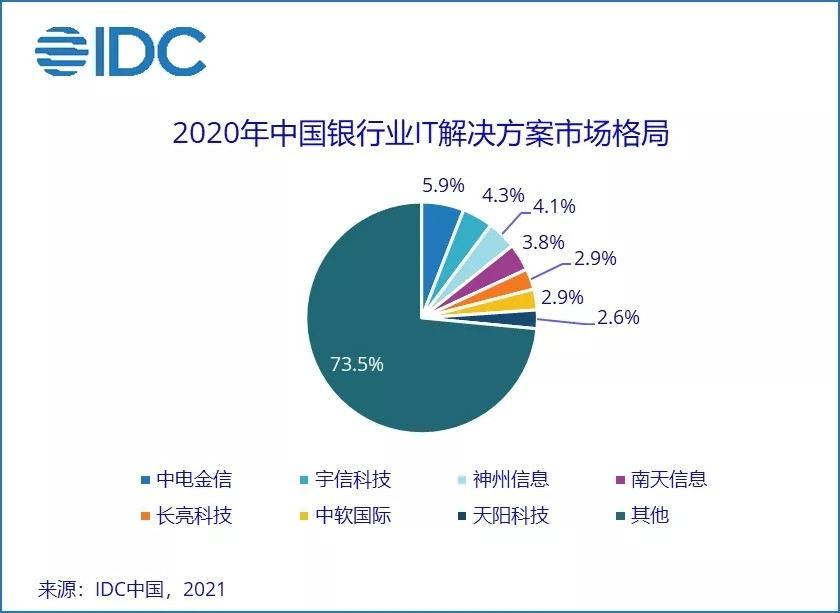 IDC
2020年中国银行业IT解决方案市场格局
5.9%
4.3%
4.1%
3.8%
2.9%
2.9%
2.6%
73.5%
中电金信 宇信科技 神州信息 南天信息
长亮科技 中软国际 天阳科技 其他
来源：IDC中国，2021